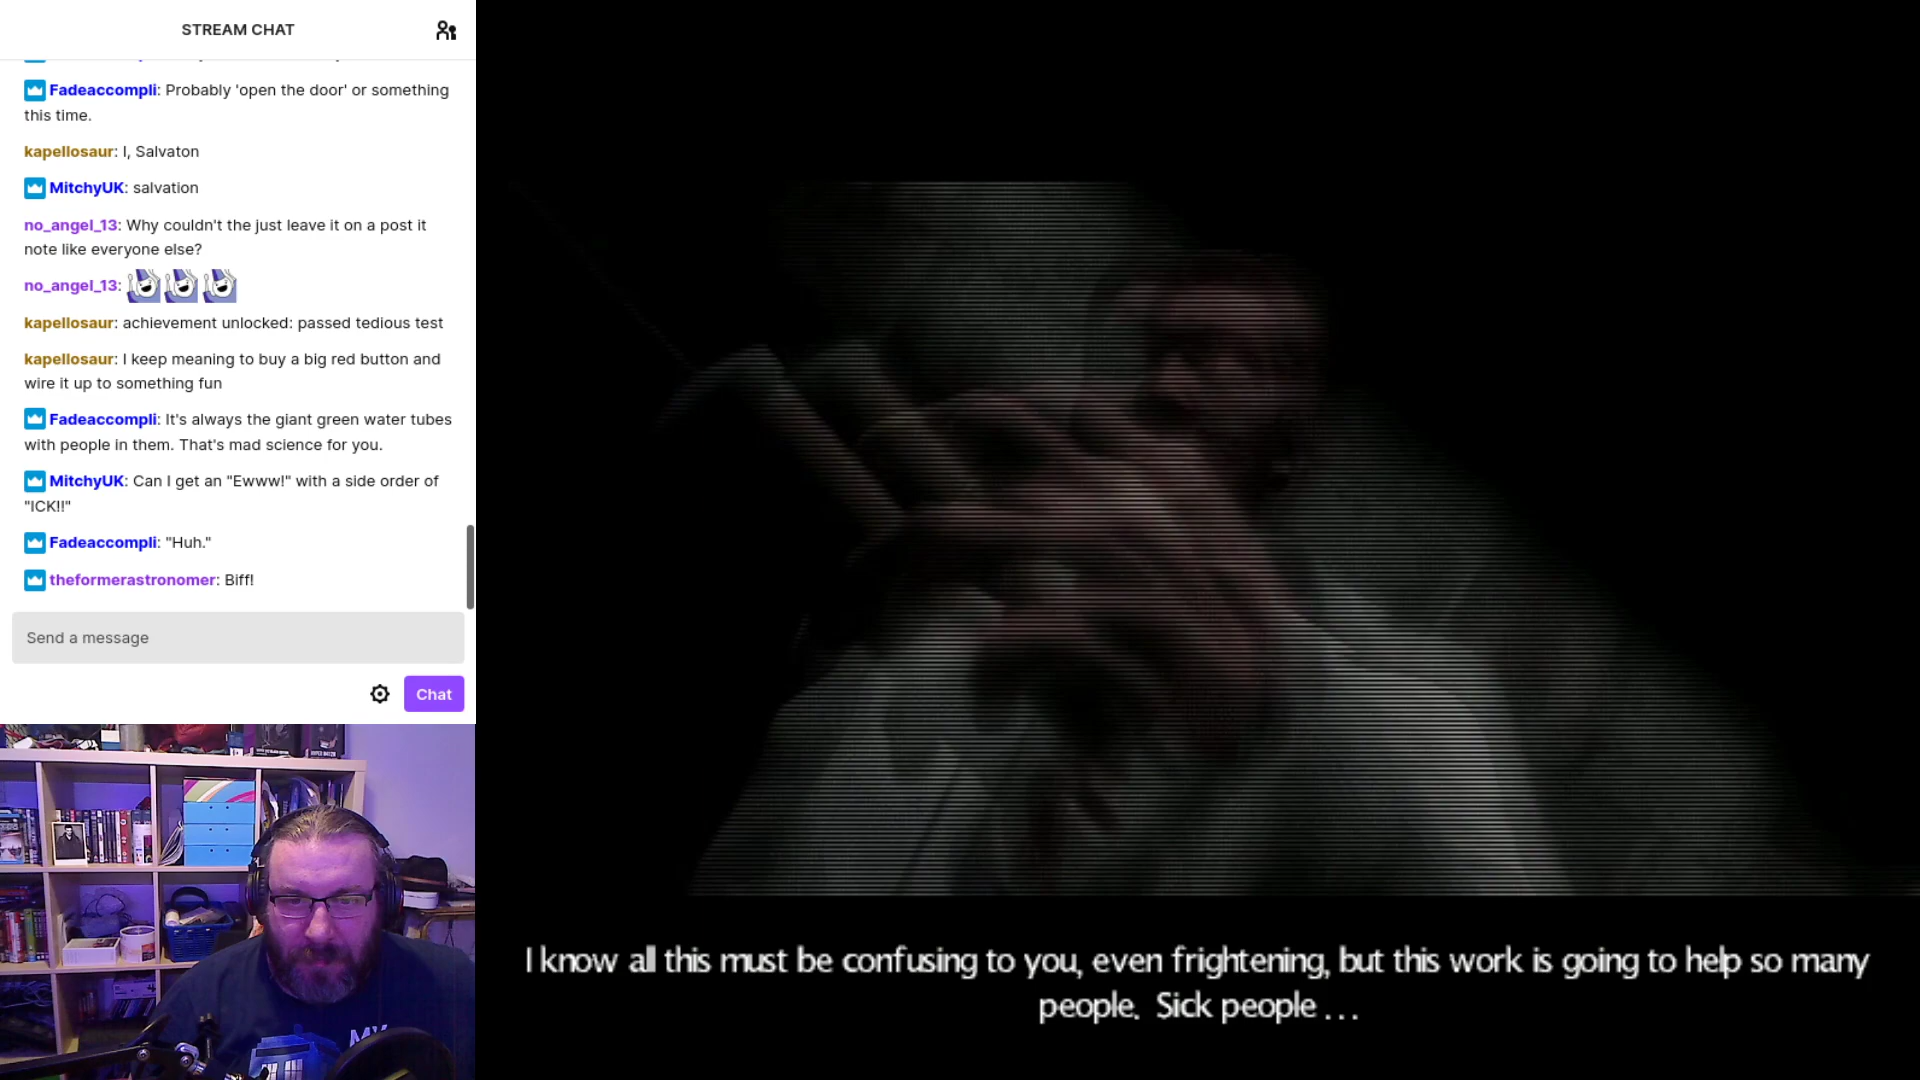 STREAM CHAT
Fadeaccompli: Probably 'open the door' or something
this time.
kapellosaur: I, Salvaton
MitchyUK: salvation
no_angel_13: Why couldn't the just leave it on a post it
note like everyone else?
no_angel_13:
kapellosaur: achievement unlocked: passed tedious test
kapellosaur: I keep meaning to buy a big red button and
wire it up to something fun
Fadeaccompli: It's always the giant green water tubes
with people in them. That's mad science for you.
MitchyUK: Can I get an "Ewww!" with a side order of
"ICK!!"
Fadeaccompli: "Huh."
theformerastronomer: Biff!
Send a message
Chat
MY
I know all this must be confusing to you, even frightening, but this work is going to help so many
people. Sick people ...